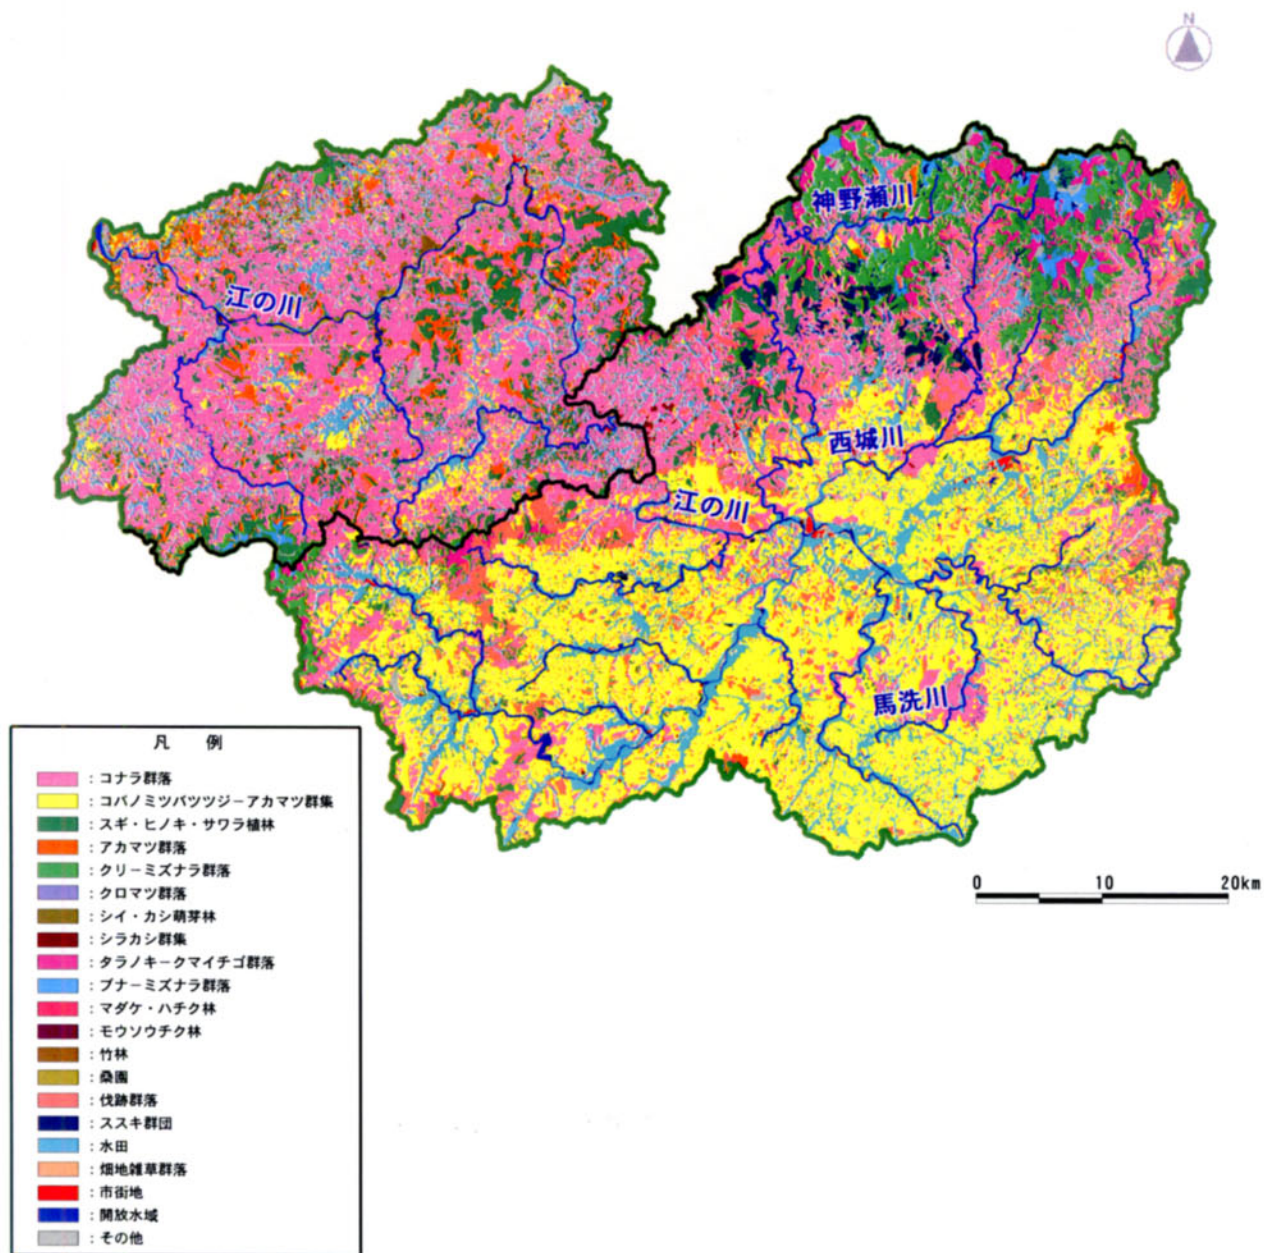 N
神野瀬川
江の川
西城川
江の川
馬洗川
凡 例
：コナラ群落
：コバノミツバツツジ－アカマツ群集
：スギ・ヒノキ・サワラ植林
：アカマツ群落
：クリ－ミズナラ群落
：クロマツ群落
：シイ・カシ萌芽林
：シラカシ群集
：タラノキ－クマイチゴ群落
：ブナ－ミズナラ群落
：マダケ・ハチク林
：モウソウチク林
：竹林
：桑園
：伐跡群落
：ススキ群団
：水田
：畑地雑草群落
：市街地
：開放水域
：その他
0 10 20km